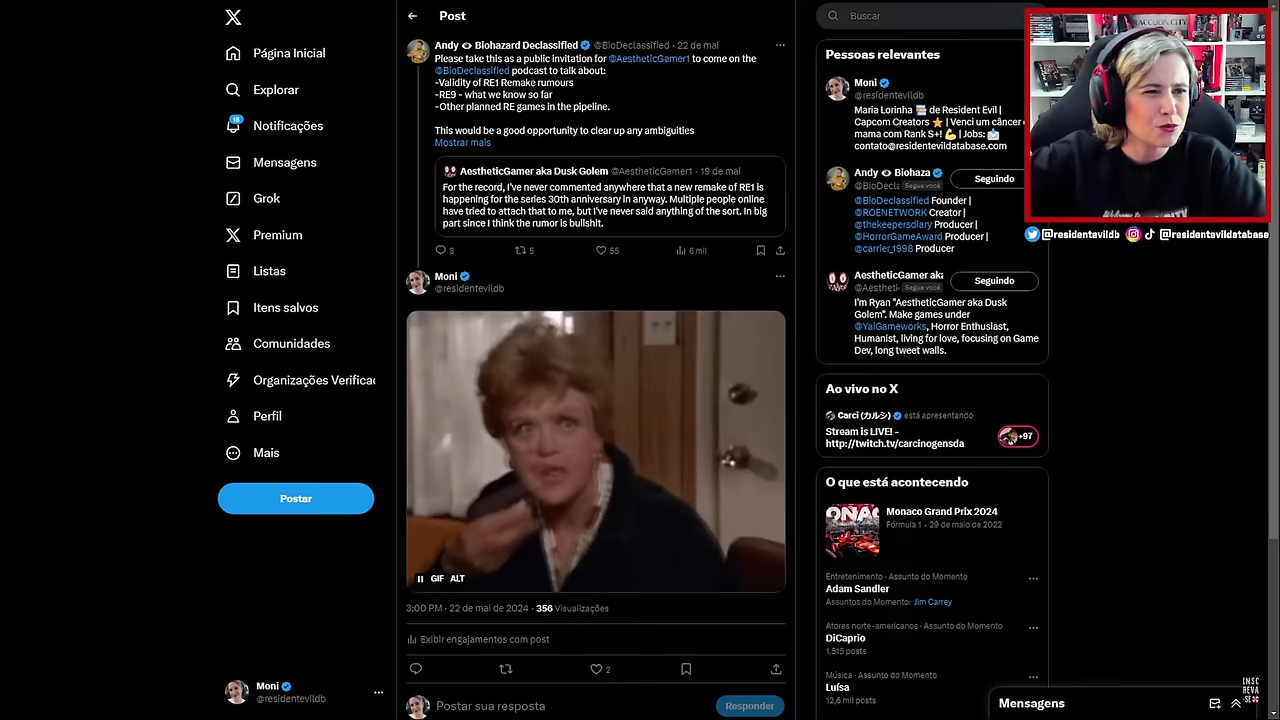 Página Inicial
Explorar
18
Notificações
Mensagens
Grok
Premium
Listas
Itens salvos
Comunidades
Organizações Verificac
Perfil
Mais
Postar
Moni
@residentevildb
Post
Andy Biohazard Declassified @BioDeclassified · 22 de mai
Please take this as a public invitation for @AestheticGamer1 to come on the
@BioDeclassified podcast to talk about:
-Validity of RE1 Remake rumours
-RE9 - what we know so far
-Other planned RE games in the pipeline.
This would be a good opportunity to clear up any ambiguities
Mostrar mais
AestheticGamer aka Dusk Golem @AestheticGamer1 · 19 de mai
For the record, I've never commented anywhere that a new remake of RE1 is
happening for the series 30th anniversary in anyway. Multiple people online
have tried to attach that to me, but I've never said anything of the sort. In big
part since I think the rumor is bullshit.
8
5
55
6 mil
Moni
@residentevildb
GIF ALT
3:00 PM · 22 de mai de 2024 · 356 Visualizações
Exibir engajamentos com post
2
Postar sua resposta
Responder
Buscar
Pessoas relevantes
Moni
@residentevildb
Maria Lorinha de Resident Evil |
Capcom Creators | Venci um câncer
mama com Rank S+! | Jobs:
contato@residentevildatabase.com
Andy Biohaza
@BioDecla Segue você
Seguindo
@BioDeclassified Founder |
@ROENETWORK Creator |
@thekeepersdiary Producer |
@HorrorGameAward Producer |
@carrier_1998 Producer
AestheticGamer aka
@Aestheti Segue você
Seguindo
I'm Ryan "AestheticGamer aka Dusk
Golem". Make games under
@YaiGameworks, Horror Enthusiast,
Humanist, living for love, focusing on Game
Dev, long tweet walls.
Ao vivo no X
Carci (カルシ) está apresentando
Stream is LIVE! -
http://twitch.tv/carcinogensda
+97
O que está acontecendo
Monaco Grand Prix 2024
Fórmula 1 · 29 de maio de 2022
Entretenimento · Assunto do Momento
Adam Sandler
Assuntos do Momento: Jim Carrey
Atores norte-americanos · Assunto do Momento
DiCaprio
1.515 posts
Música · Assunto do Momento
Luísa
12,6 mil posts
Mensagens
RACCOON CITY
@residentevildb @residentevildatabase
INSC
REVA
-SE